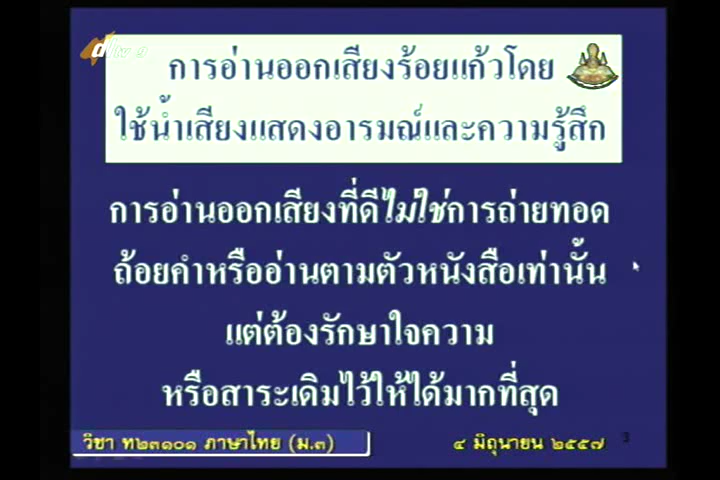 การอ่านออกเสียงร้อยแก้วโดย
ใช้น้ำเสียงแสดงอารมณ์และความรู้สึก
การอ่านออกเสียงที่ดีไม่ใช่การถ่ายทอด
ถ้อยคำหรืออ่านตามตัวหนังสือเท่านั้น
แต่ต้องรักษาใจความ
หรือสาระเดิมไว้ให้ได้มากที่สุด
วิชา ท๒๓๑๐๑ ภาษาไทย (ม.๓)
๔ มิถุนายน ๒๕๕๗ 3